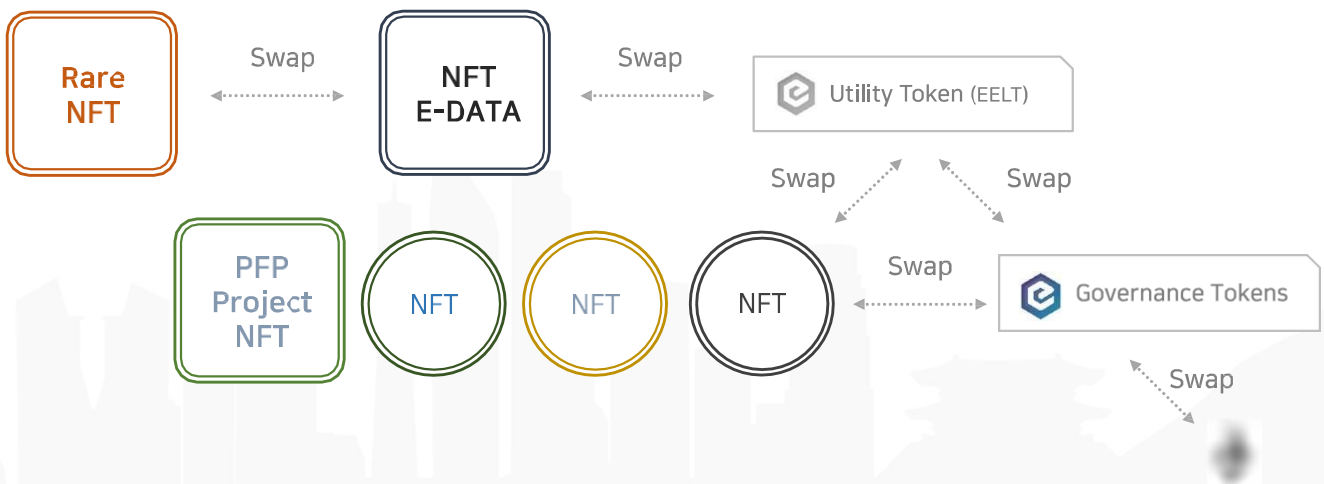 Rare
NFT
Swap
NFT
E-DATA
Swap
Utility Token (EELT)
Swap
Swap
PFP
Project
NFT
NFT
NFT
NFT
Swap
Governance Tokens
Swap